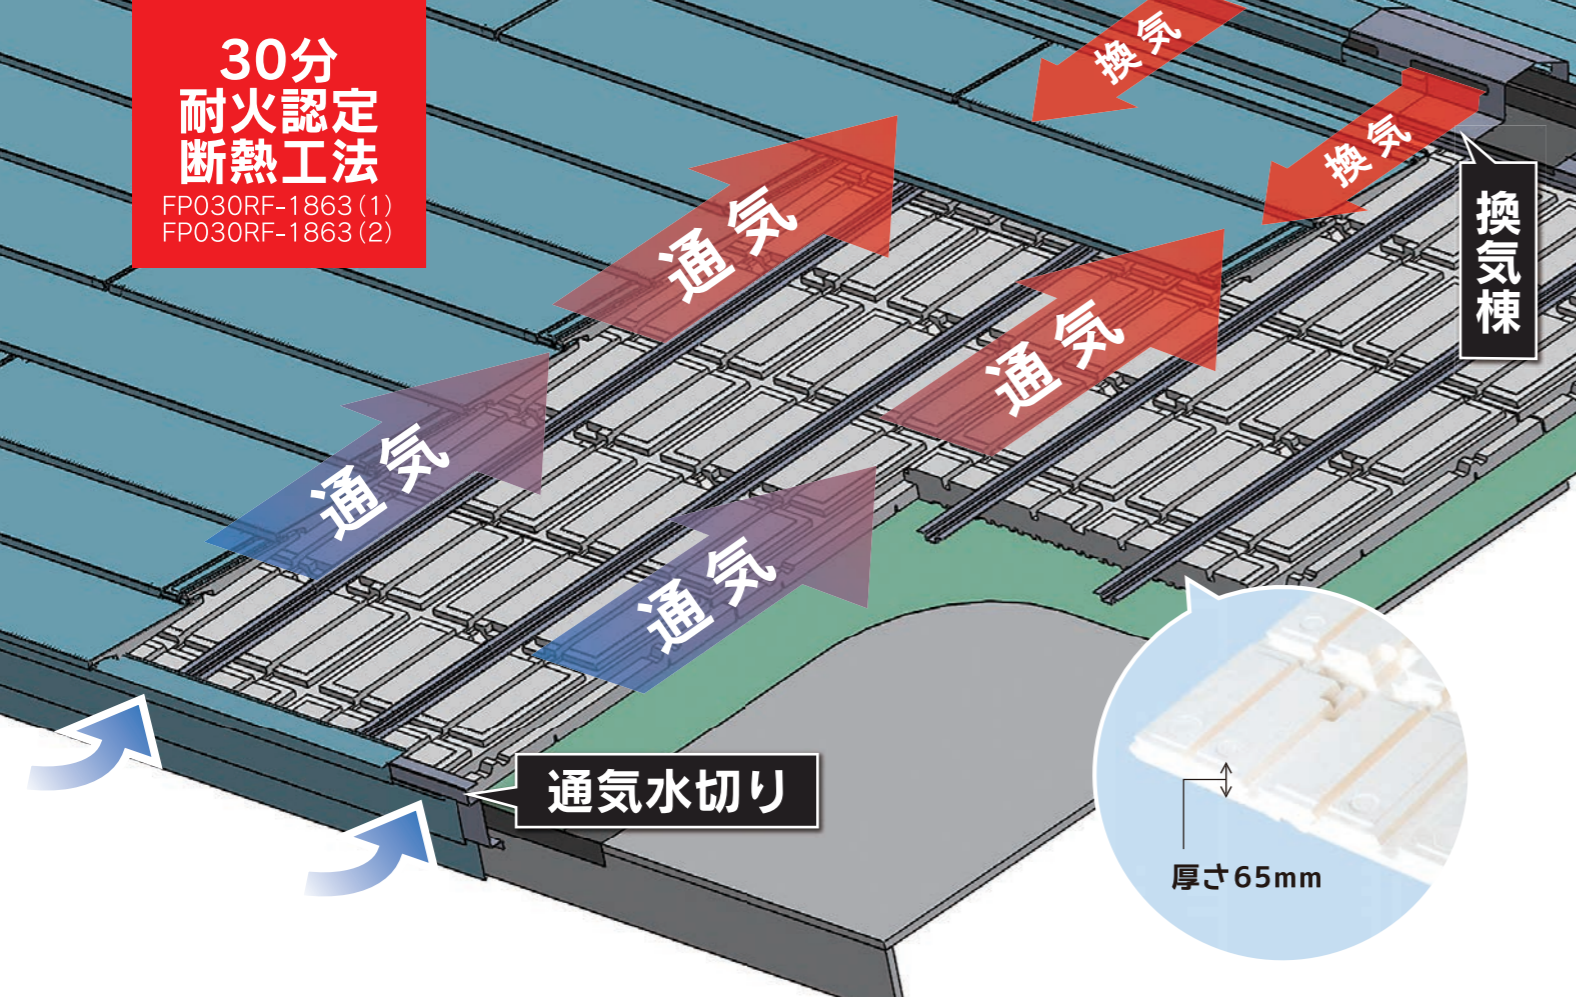 30分
耐火認定
断熱工法
FP030RF-1863(1)
FP030RF-1863(2)
換気
換気
換気棟
通気
通気
通気
通気
通気水切り
厚さ65mm